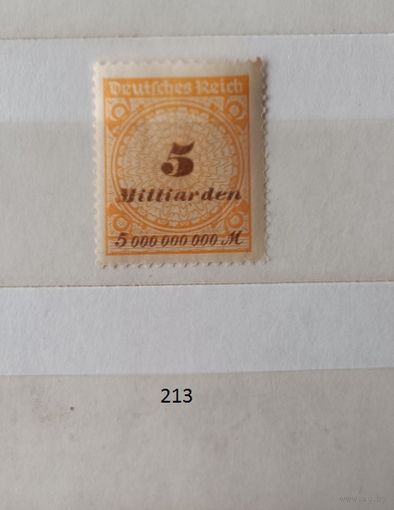 Deutsches Reich
5
Milliarden
5 000 000 000 M
213